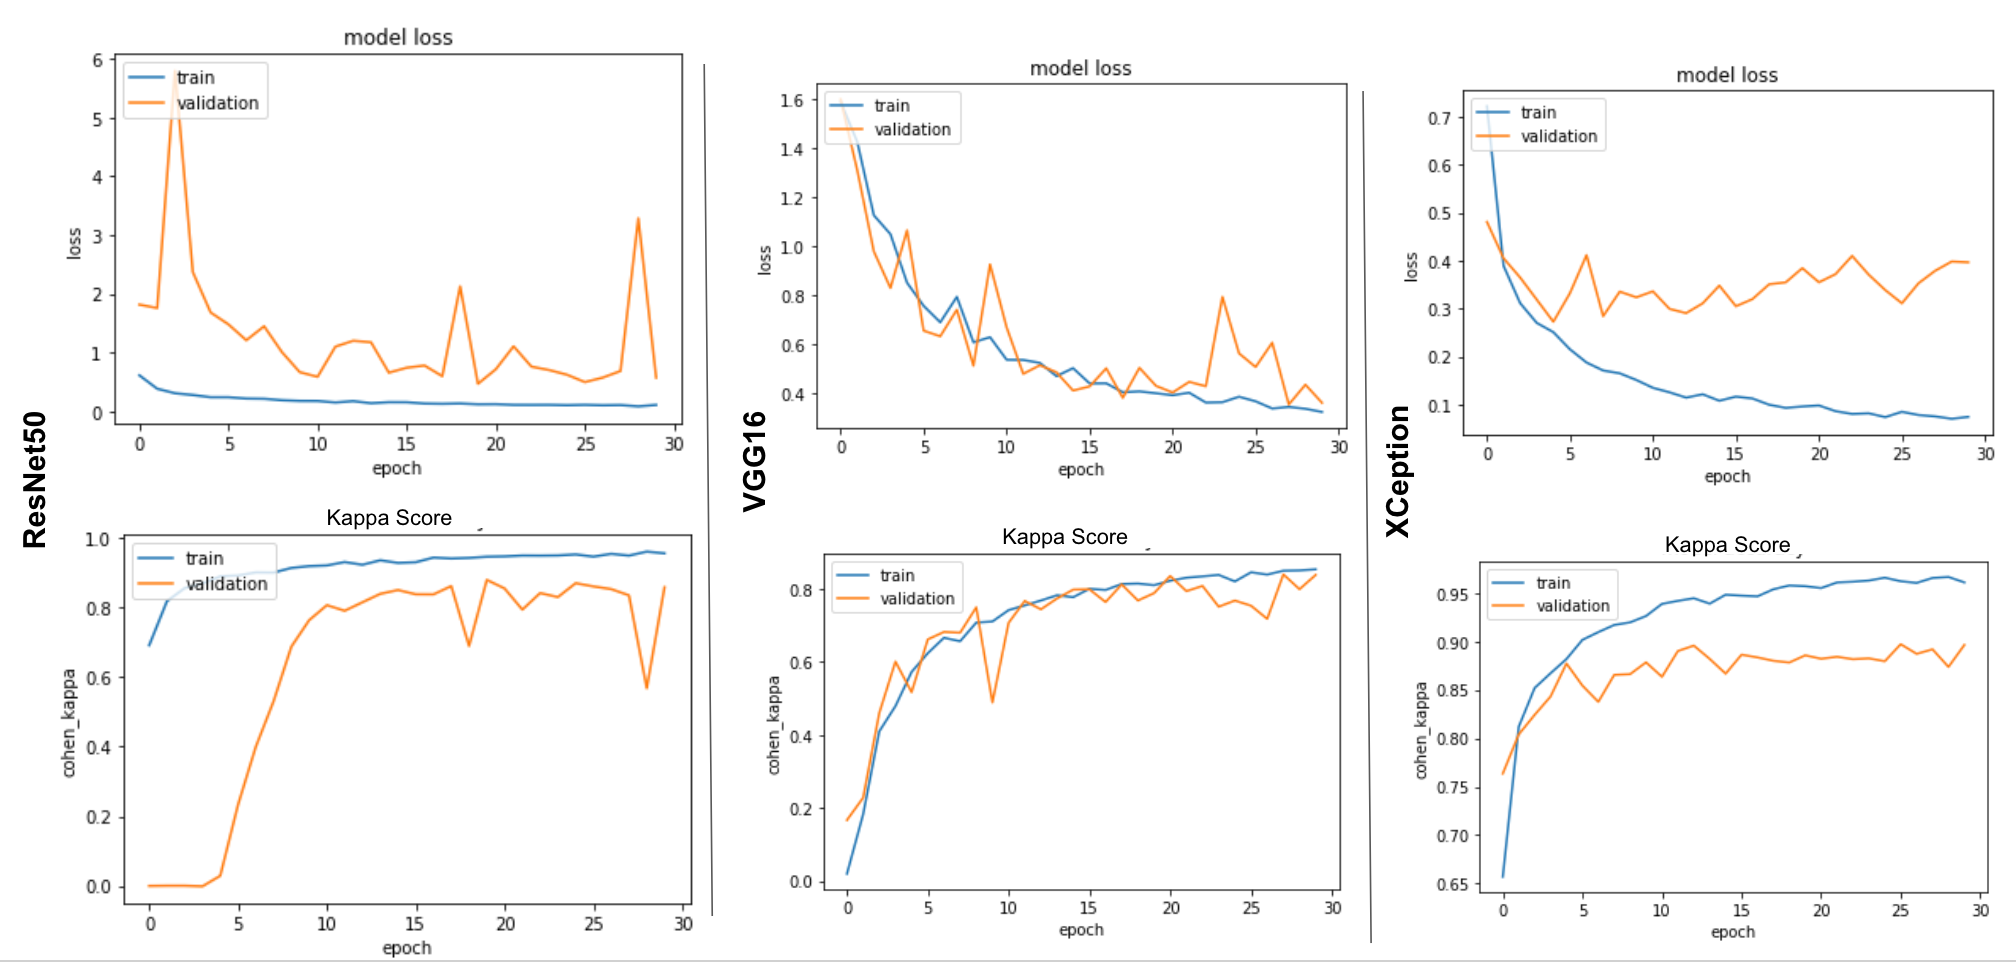 ResNet50
model loss
train
validation
6
5
4
3
2
1
0
loss
0 5 10 15 20 25 30
epoch
Kappa Score
train
validation
1.0
0.8
0.6
0.4
0.2
0.0
cohen_kappa
0 5 10 15 20 25 30
epoch
VGG16
model loss
train
validation
1.6
1.4
1.2
1.0
0.8
0.6
0.4
loss
0 5 10 15 20 25 30
epoch
Kappa Score
train
validation
0.8
0.6
0.4
0.2
0.0
cohen_kappa
0 5 10 15 20 25 30
epoch
XCeption
model loss
train
validation
0.7
0.6
0.5
0.4
0.3
0.2
0.1
loss
0 5 10 15 20 25 30
epoch
Kappa Score
train
validation
0.95
0.90
0.85
0.80
0.75
0.70
0.65
cohen_kappa
0 5 10 15 20 25 30
epoch